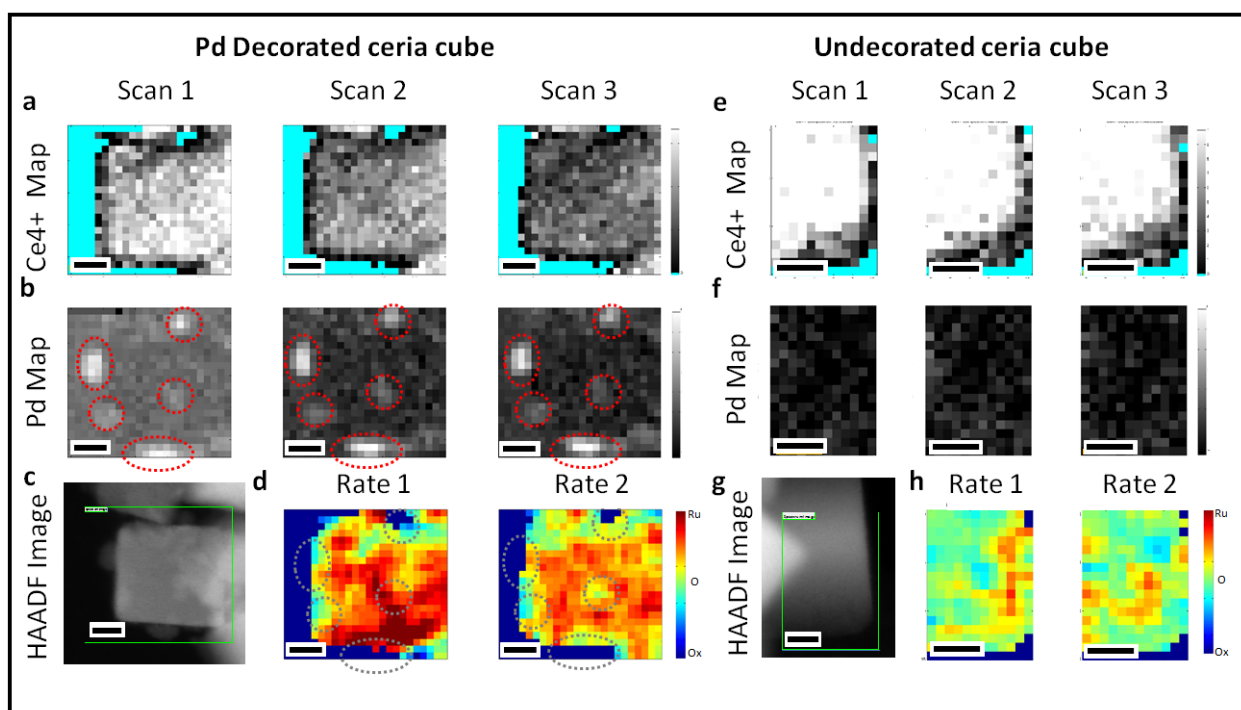 Pd Decorated ceria cube
Undecorated ceria cube
Scan 1
Scan 2
Scan 3
Scan 1
Scan 2
Scan 3
a
e
Ce4+ Map
b
f
Pd Map
c
d
Rate 1
Rate 2
g
h
Rate 1
Rate 2
HAADF Image
Ru
O
Ox
HAADF Image
Ru
O
Ox
Ce4+ Map
Pd Map